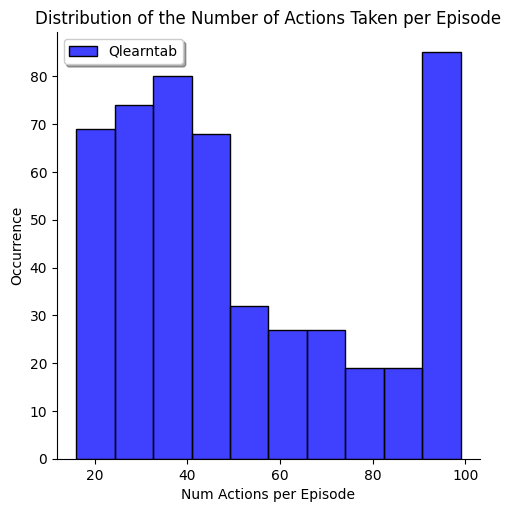 Distribution of the Number of Actions Taken per Episode
Qlearntab
80
70
60
50
40
30
20
10
0
Occurrence
20 40 60 80 100
Num Actions per Episode